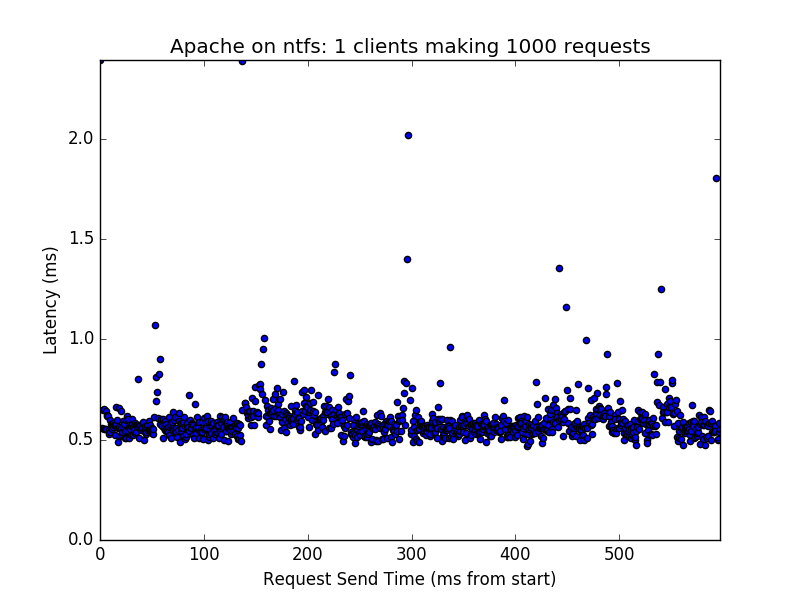 Apache on ntfs: 1 clients making 1000 requests
2.0
1.5
1.0
0.5
0.0
Latency (ms)
0 100 200 300 400 500
Request Send Time (ms from start)